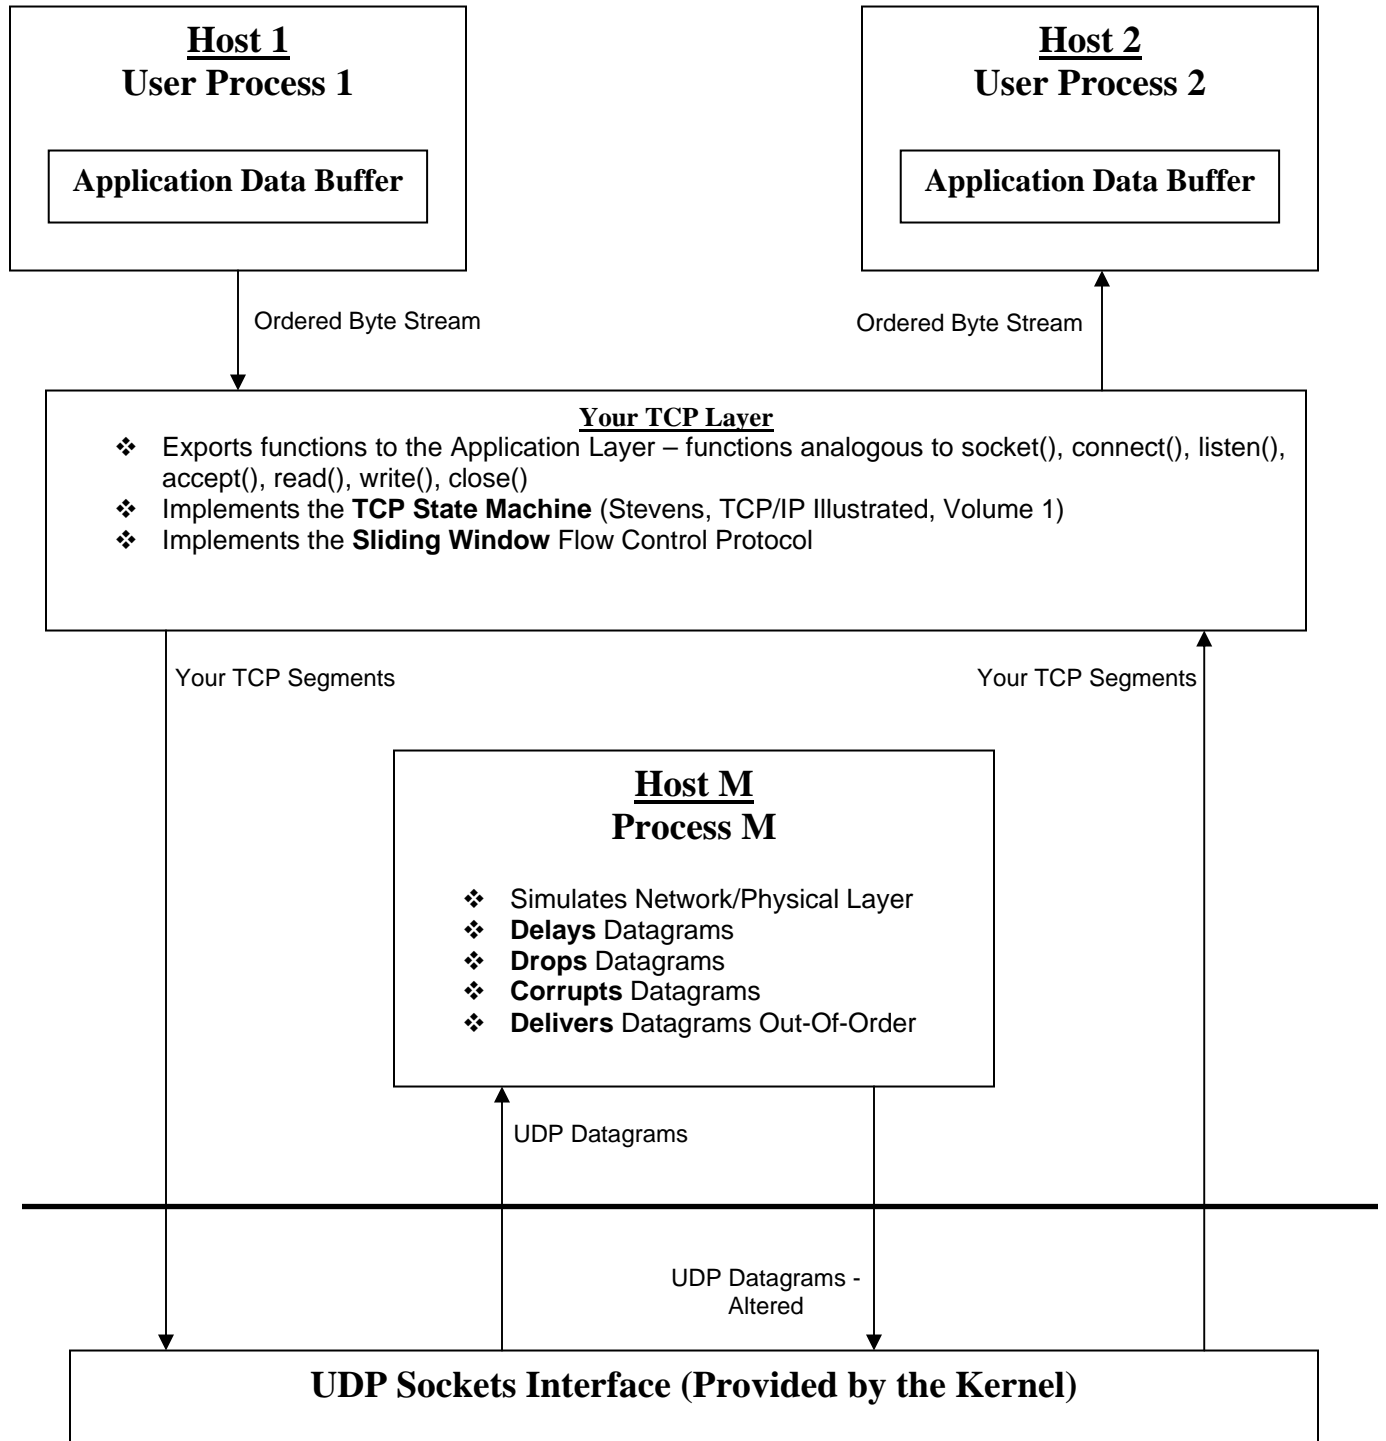 Host 1
User Process 1
Application Data Buffer
Host 2
User Process 2
Application Data Buffer
Ordered Byte Stream
Ordered Byte Stream
Your TCP Layer
❖ Exports functions to the Application Layer – functions analogous to socket(), connect(), listen(),
accept(), read(), write(), close()
❖ Implements the TCP State Machine (Stevens, TCP/IP Illustrated, Volume 1)
❖ Implements the Sliding Window Flow Control Protocol
Your TCP Segments
Your TCP Segments
Host M
Process M
❖ Simulates Network/Physical Layer
❖ Delays Datagrams
❖ Drops Datagrams
❖ Corrupts Datagrams
❖ Delivers Datagrams Out-Of-Order
UDP Datagrams
UDP Datagrams -
Altered
UDP Sockets Interface (Provided by the Kernel)